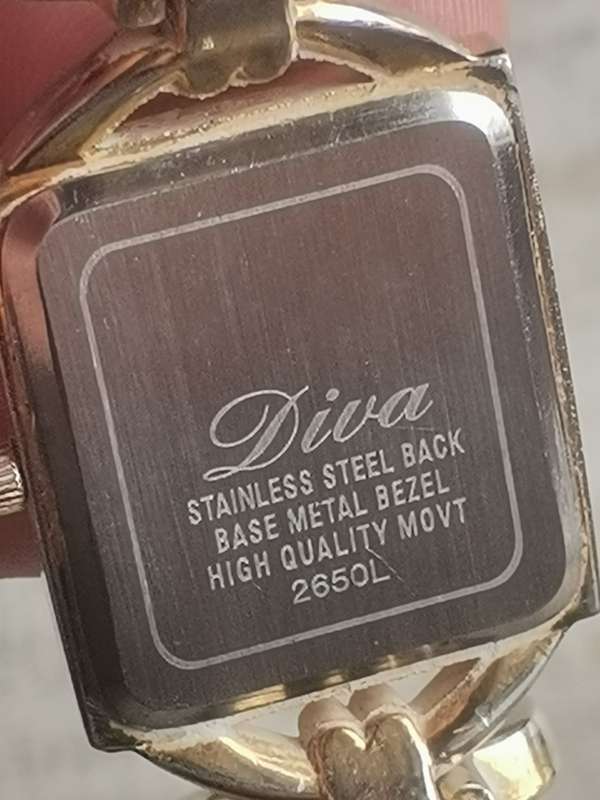 Diva
STAINLESS STEEL BACK
BASE METAL BEZEL
HIGH QUALITY MOVT
2650L